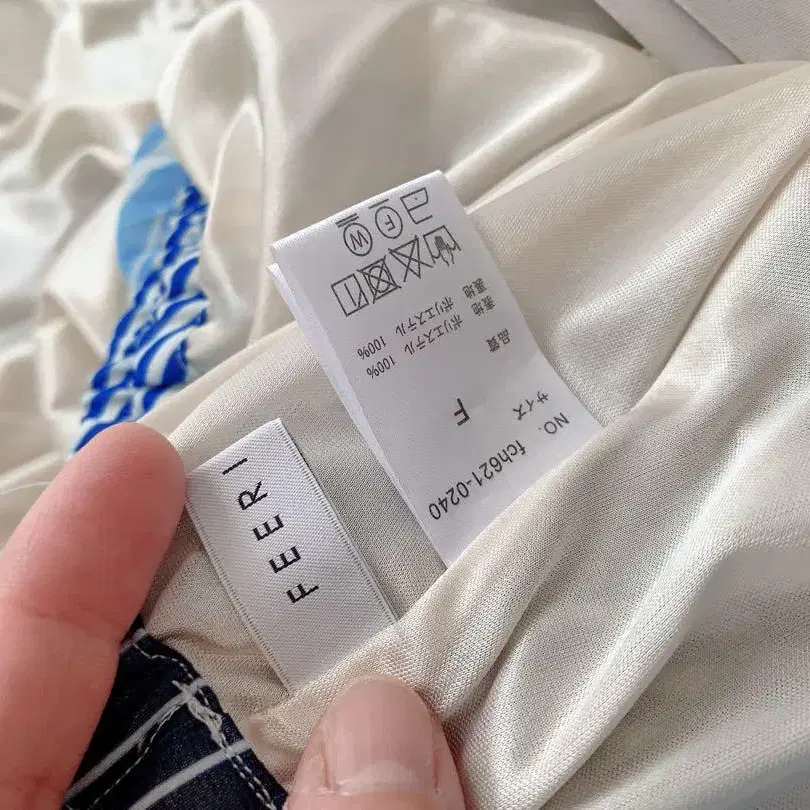 FEERI
NO. fch621-0240
サイズ
F
品質
表地 ポリエステル 100%
裏地 ポリエステル 100%
F
W